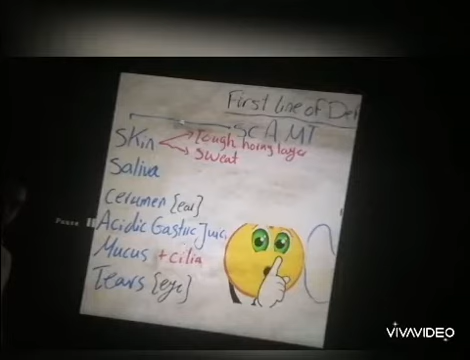 First line of De
SCAMT
Skin
tough horny layer
sweat
Saliva
Cerumen {ear}
Acidic Gastric Juic
Mucus + cilia
Tears {eye}
Pause
VIVAVIDEO